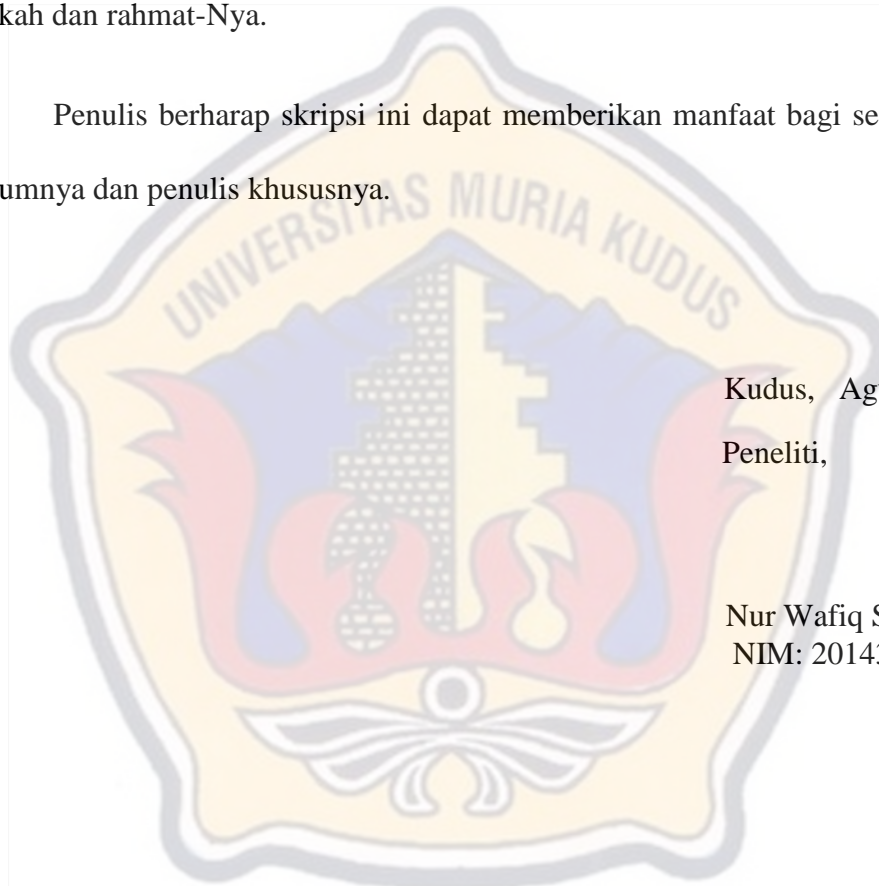 kah dan rahmat-Nya.
Penulis berharap skripsi ini dapat memberikan manfaat bagi se
umnya dan penulis khususnya.
UNIVERSITAS MURIA KUDUS
Kudus, Ag
Peneliti,
Nur Wafiq S
NIM: 20143